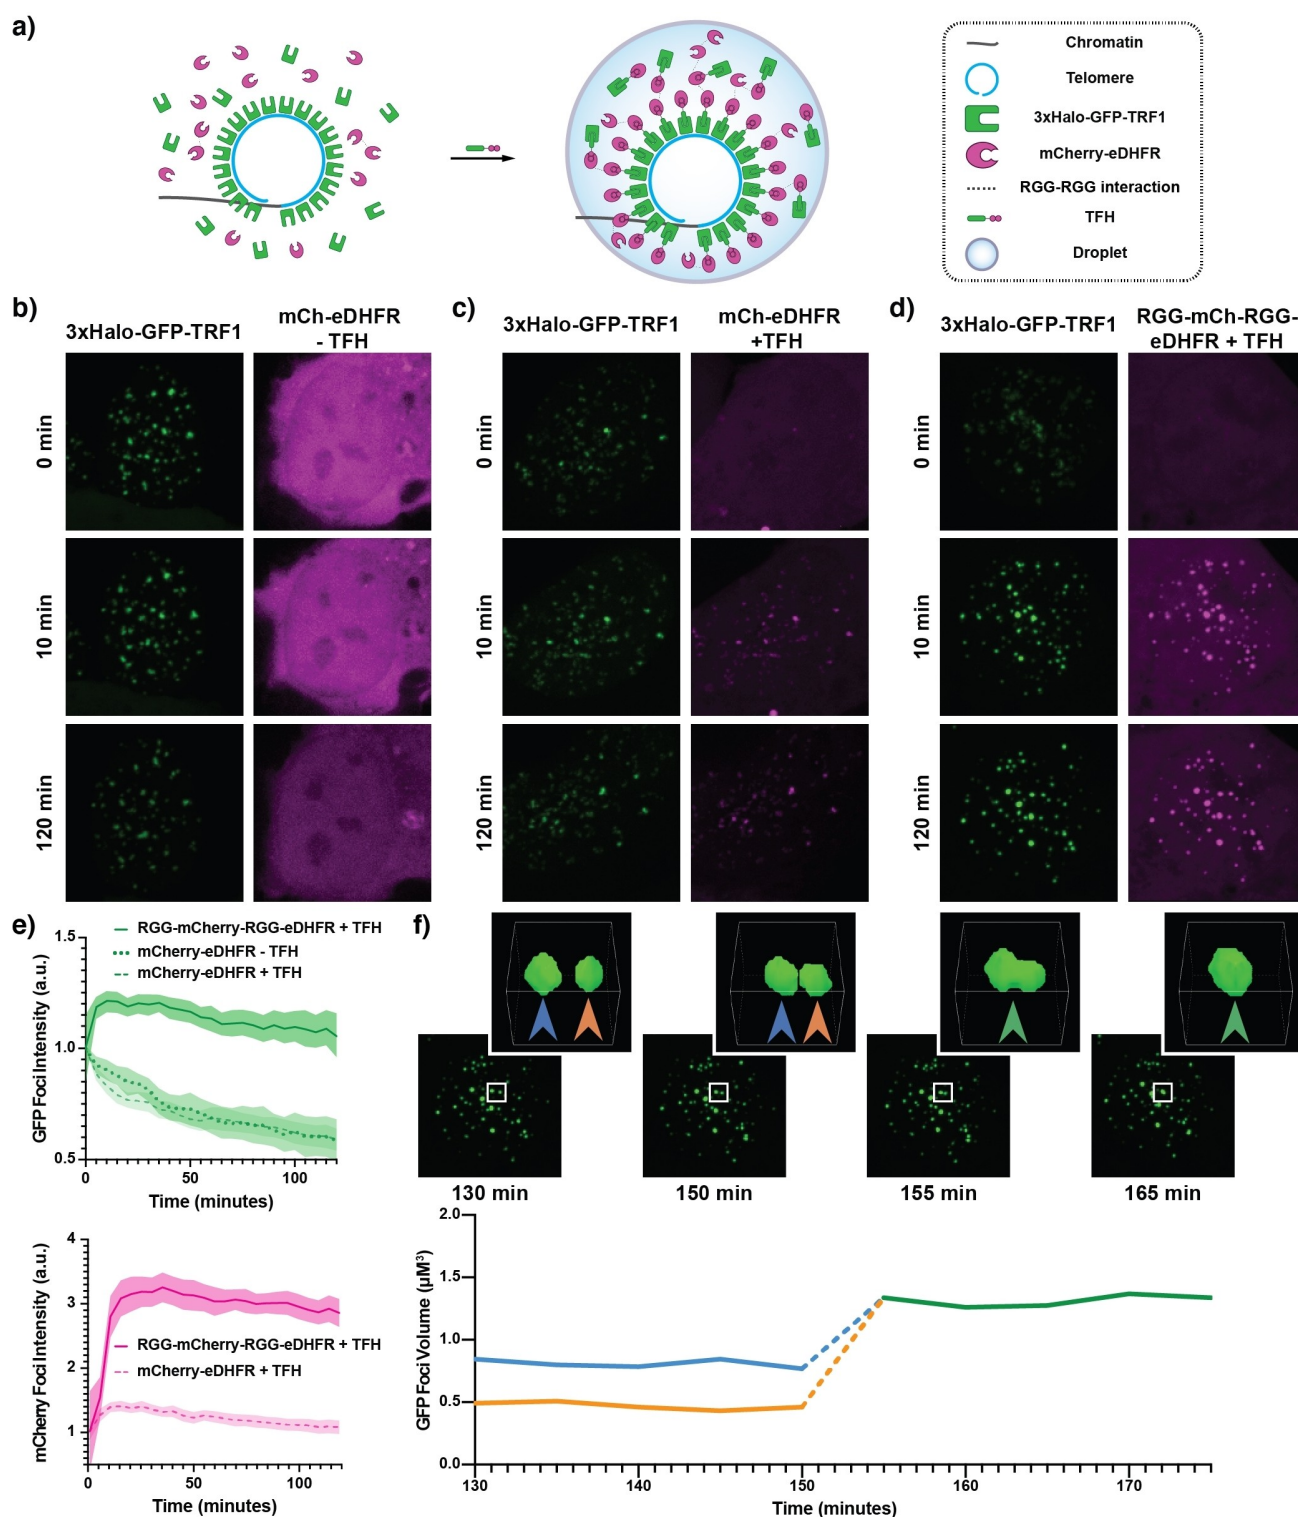 a)
Chromatin
Telomere
3xHalo-GFP-TRF1
mCherry-eDHFR
RGG-RGG interaction
TFH
Droplet
b)
3xHalo-GFP-TRF1
mCh-eDHFR
- TFH
0 min
10 min
120 min
c)
3xHalo-GFP-TRF1
mCh-eDHFR
+TFH
0 min
10 min
120 min
d)
3xHalo-GFP-TRF1
RGG-mCh-RGG-
eDHFR + TFH
0 min
10 min
120 min
e)
RGG-mCherry-RGG-eDHFR + TFH
mCherry-eDHFR - TFH
mCherry-eDHFR + TFH
GFP Foci Intensity (a.u.)
1.5
1.0
0.5
0
50
100
Time (minutes)
mCherry Foci Intensity (a.u.)
4
3
2
1
RGG-mCherry-RGG-eDHFR + TFH
mCherry-eDHFR + TFH
0
50
100
Time (minutes)
f)
130 min
150 min
155 min
165 min
GFP Foci Volume (µM³)
2.0
1.5
1.0
0.5
0.0
130
140
150
160
170
Time (minutes)